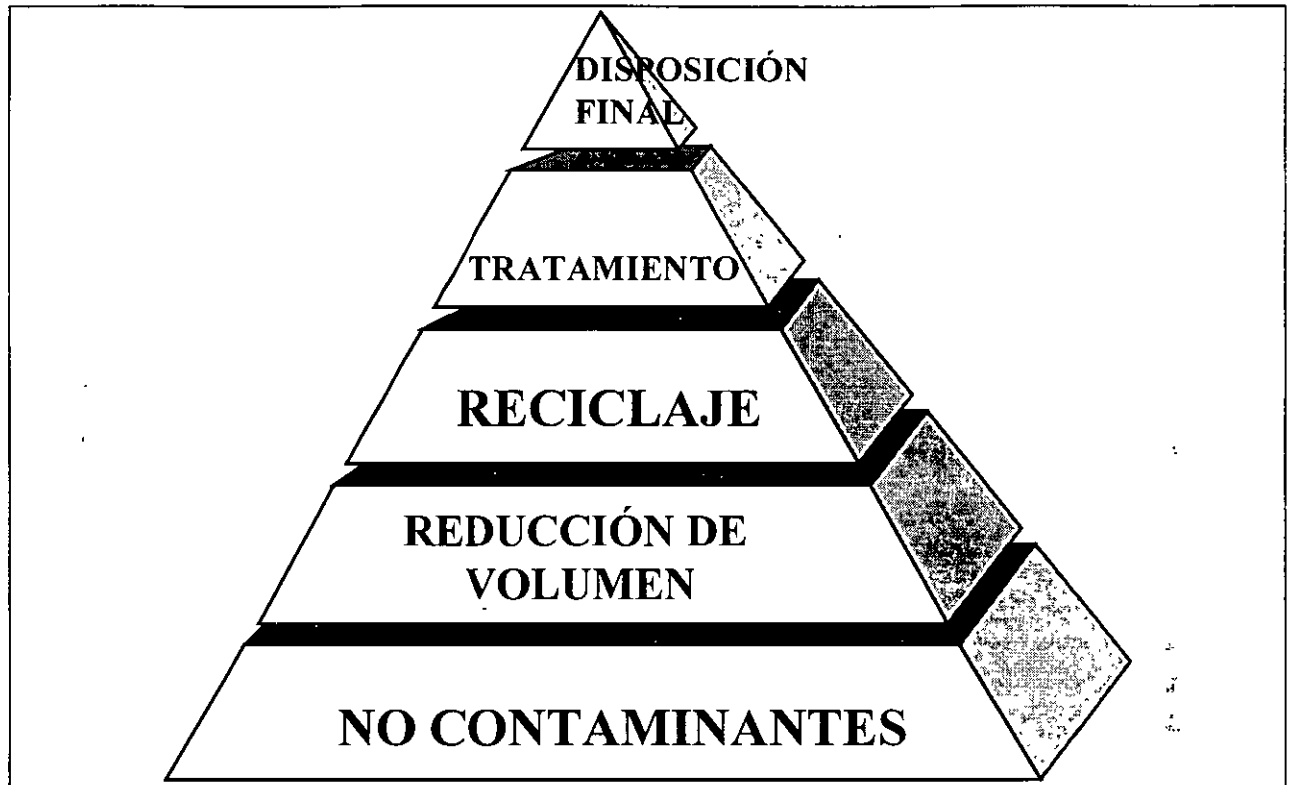 DISPOSICIÓN
FINAL
TRATAMIENTO
RECICLAJE
REDUCCIÓN DE
VOLUMEN
NO CONTAMINANTES